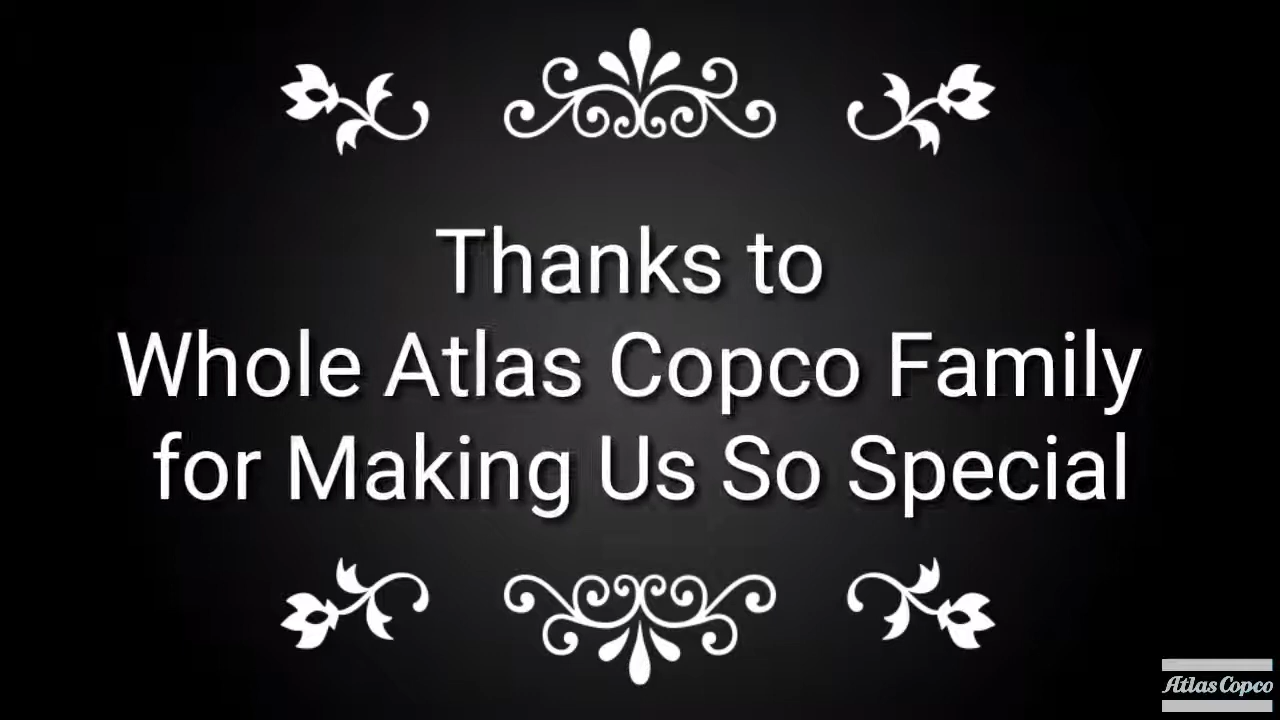 Thanks to
Whole Atlas Copco Family
for Making Us So Special
Atlas Copco